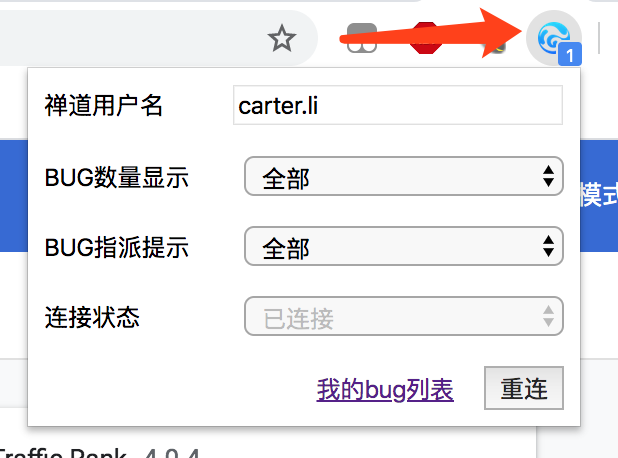 1
禅道用户名
carter.li
BUG数量显示
全部
模式
BUG指派提示
全部
连接状态
已连接
我的bug列表
重连
Traffic Rank 4.0.4